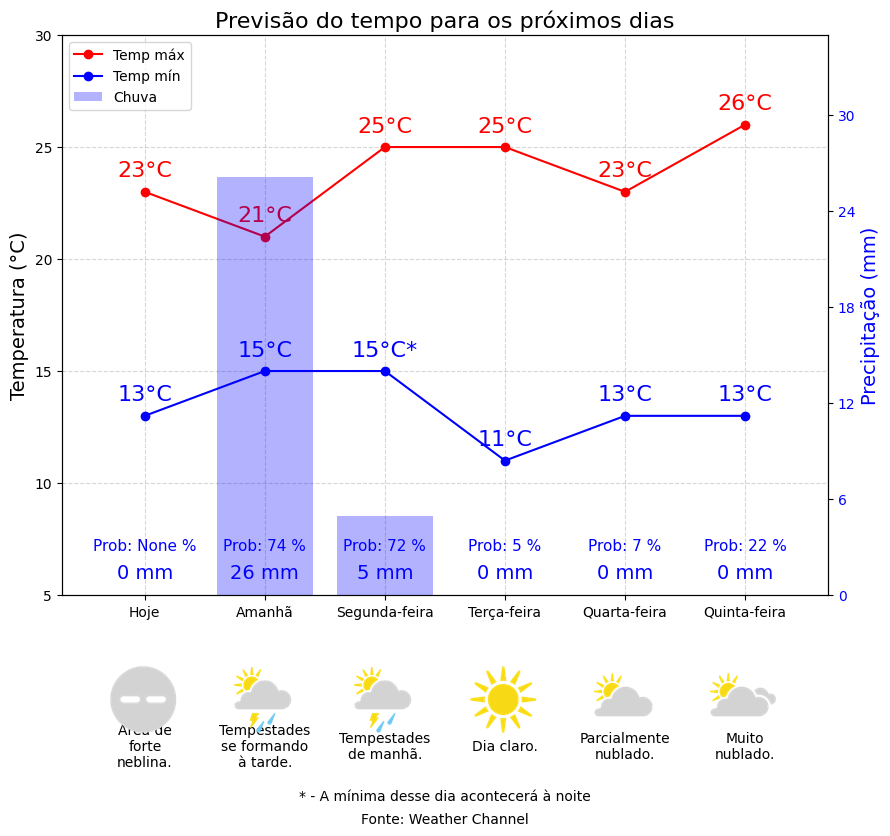 Previsão do tempo para os próximos dias
30
25
20
15
10
5
Temperatura (°C)
Temp máx
Temp mín
Chuva
30
24
18
12
6
0
Precipitação (mm)
23°C
21°C
25°C
25°C
23°C
26°C
13°C
15°C
15°C*
11°C
13°C
13°C
Prob: None %
Prob: 74 %
Prob: 72 %
Prob: 5 %
Prob: 7 %
Prob: 22 %
0 mm
26 mm
5 mm
0 mm
0 mm
0 mm
Hoje
Amanhã
Segunda-feira
Terça-feira
Quarta-feira
Quinta-feira
Área de
forte
neblina.
Tempestades
se formando
à tarde.
Tempestades
de manhã.
Dia claro.
Parcialmente
nublado.
Muito
nublado.
* - A mínima desse dia acontecerá à noite
Fonte: Weather Channel